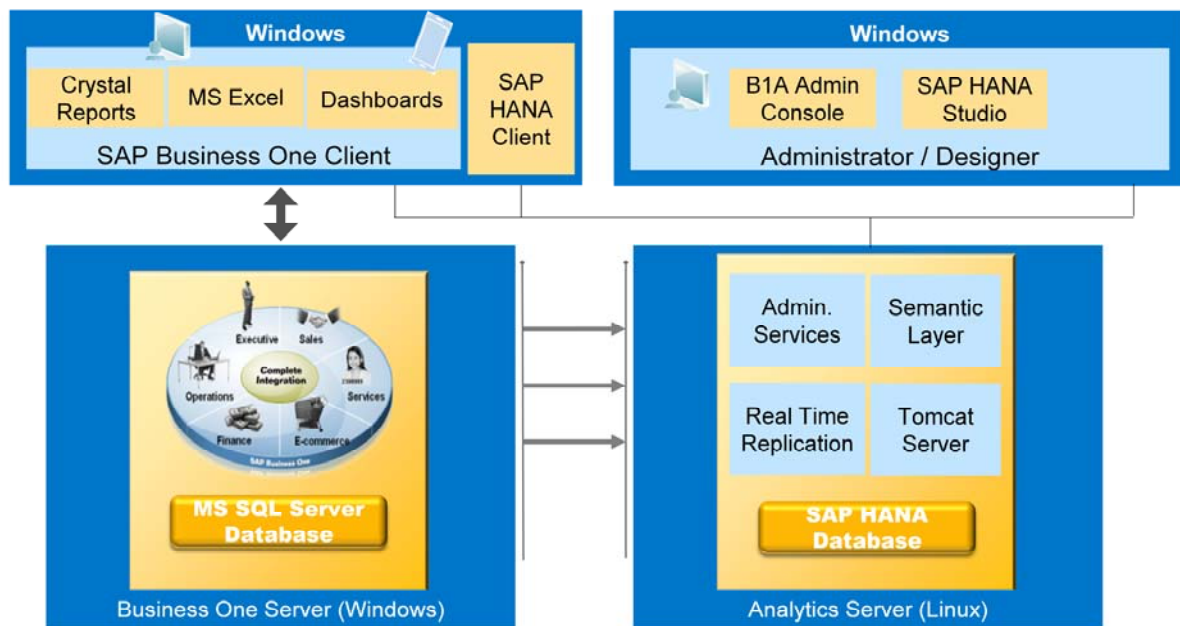 Windows
Crystal
Reports
MS Excel
Dashboards
SAP Business One Client
SAP
HANA
Client
Windows
B1A Admin
Console
SAP HANA
Studio
Administrator / Designer
Executive
Sales
Complete
Integration
Operations
Services
Finance
E-commerce
SAP Business One
MS SQL Server
Database
Business One Server (Windows)
Admin.
Services
Semantic
Layer
Real Time
Replication
Tomcat
Server
SAP HANA
Database
Analytics Server (Linux)